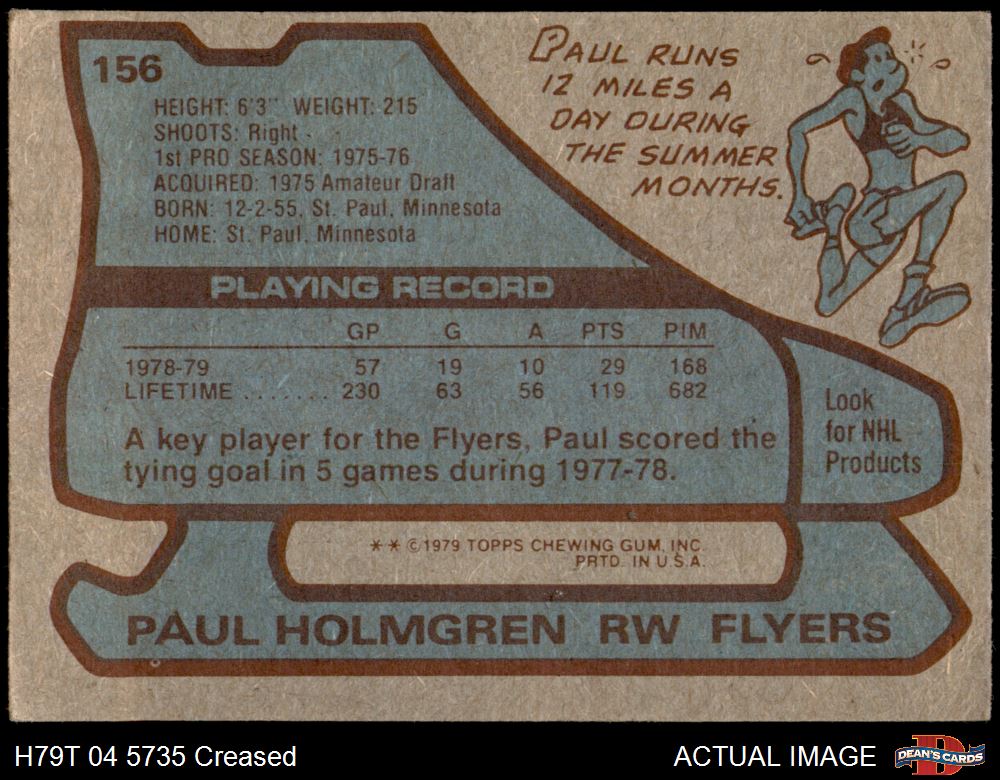 156
HEIGHT: 6'3" WEIGHT: 215
SHOOTS: Right
1st PRO SEASON: 1975-76
ACQUIRED: 1975 Amateur Draft
BORN: 12-2-55, St. Paul, Minnesota
HOME: St. Paul, Minnesota
PAUL RUNS
12 MILES A
DAY DURING
THE SUMMER
MONTHS.
PLAYING RECORD
GP G A PTS PIM
1978-79 57 19 10 29 168
LIFETIME ....... 230 63 56 119 682
A key player for the Flyers, Paul scored the
tying goal in 5 games during 1977-78.
Look
for NHL
Products
** ©1979 TOPPS CHEWING GUM, INC.
PRTD. IN U.S.A.
PAUL HOLMGREN RW FLYERS
H79T 04 5735 Creased
ACTUAL IMAGE
DEAN'S CARDS